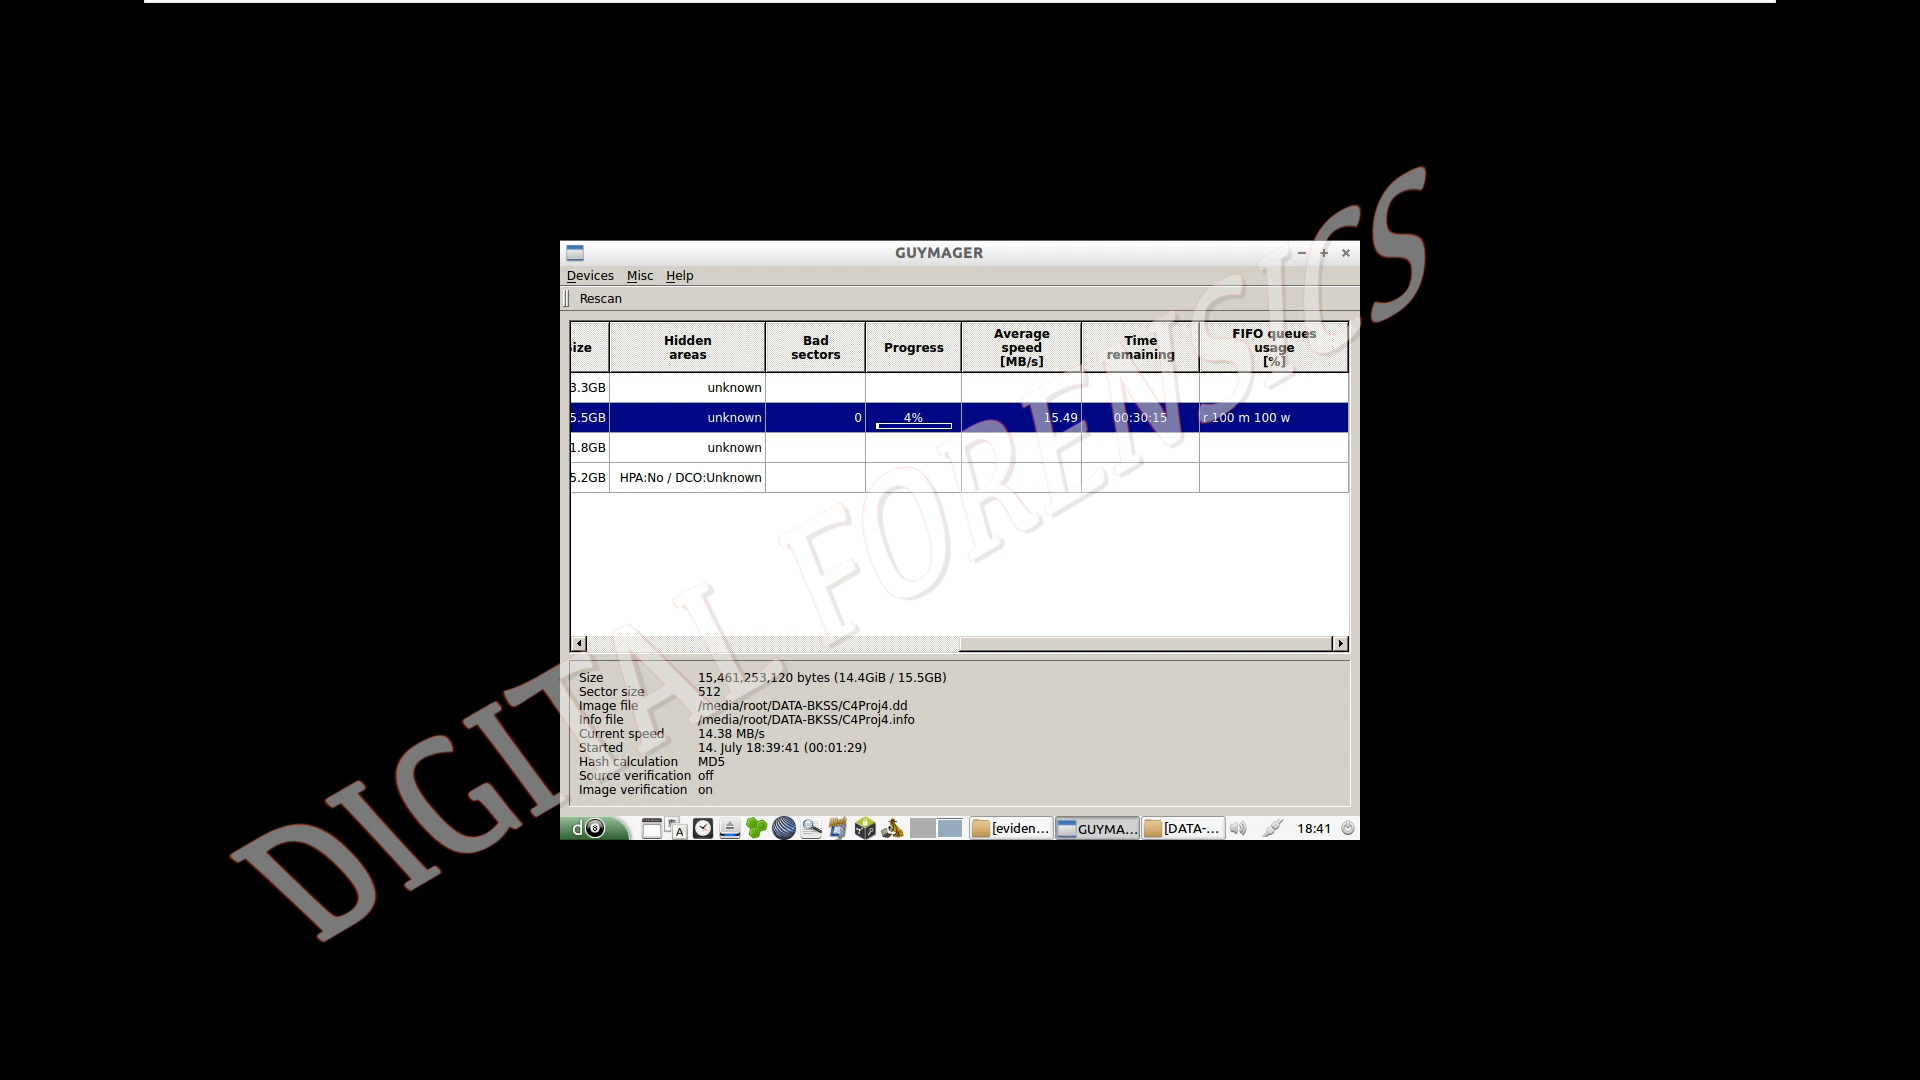 GUYMAGER
Devices Misc Help
Rescan
Size Hidden areas Bad sectors Progress Average speed [MB/s] Time remaining FIFO queues usage [%]
3.3GB unknown
5.5GB unknown 0 4% 15.49 00:30:15 r 100 m 100 w
1.8GB unknown
5.2GB HPA:No / DCO:Unknown
Size 15,461,253,120 bytes (14.4GiB / 15.5GB)
Sector size 512
Image file /media/root/DATA-BKSS/C4Proj4.dd
Info file /media/root/DATA-BKSS/C4Proj4.info
Current speed 14.38 MB/s
Started 14. July 18:39:41 (00:01:29)
Hash calculation MD5
Source verification off
Image verification on
d8 A [eviden... GUYMA... [DATA-... 18:41
DIGITAL FORENSICS